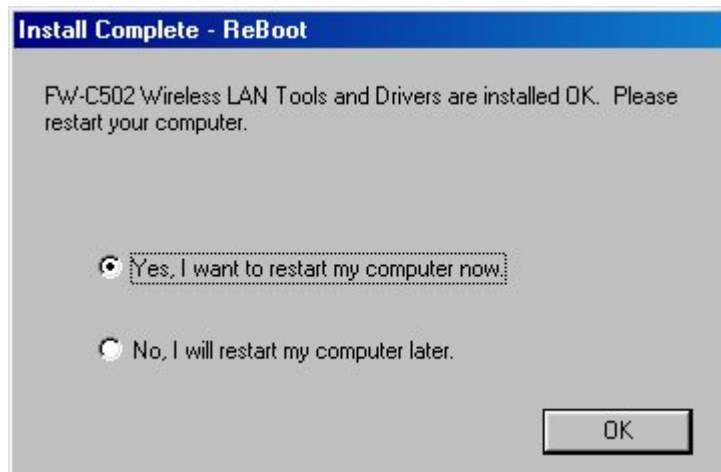 Install Complete - ReBoot
FW-C502 Wireless LAN Tools and Drivers are installed OK.  Please
restart your computer.
Yes, I want to restart my computer now.
No, I will restart my computer later.
OK